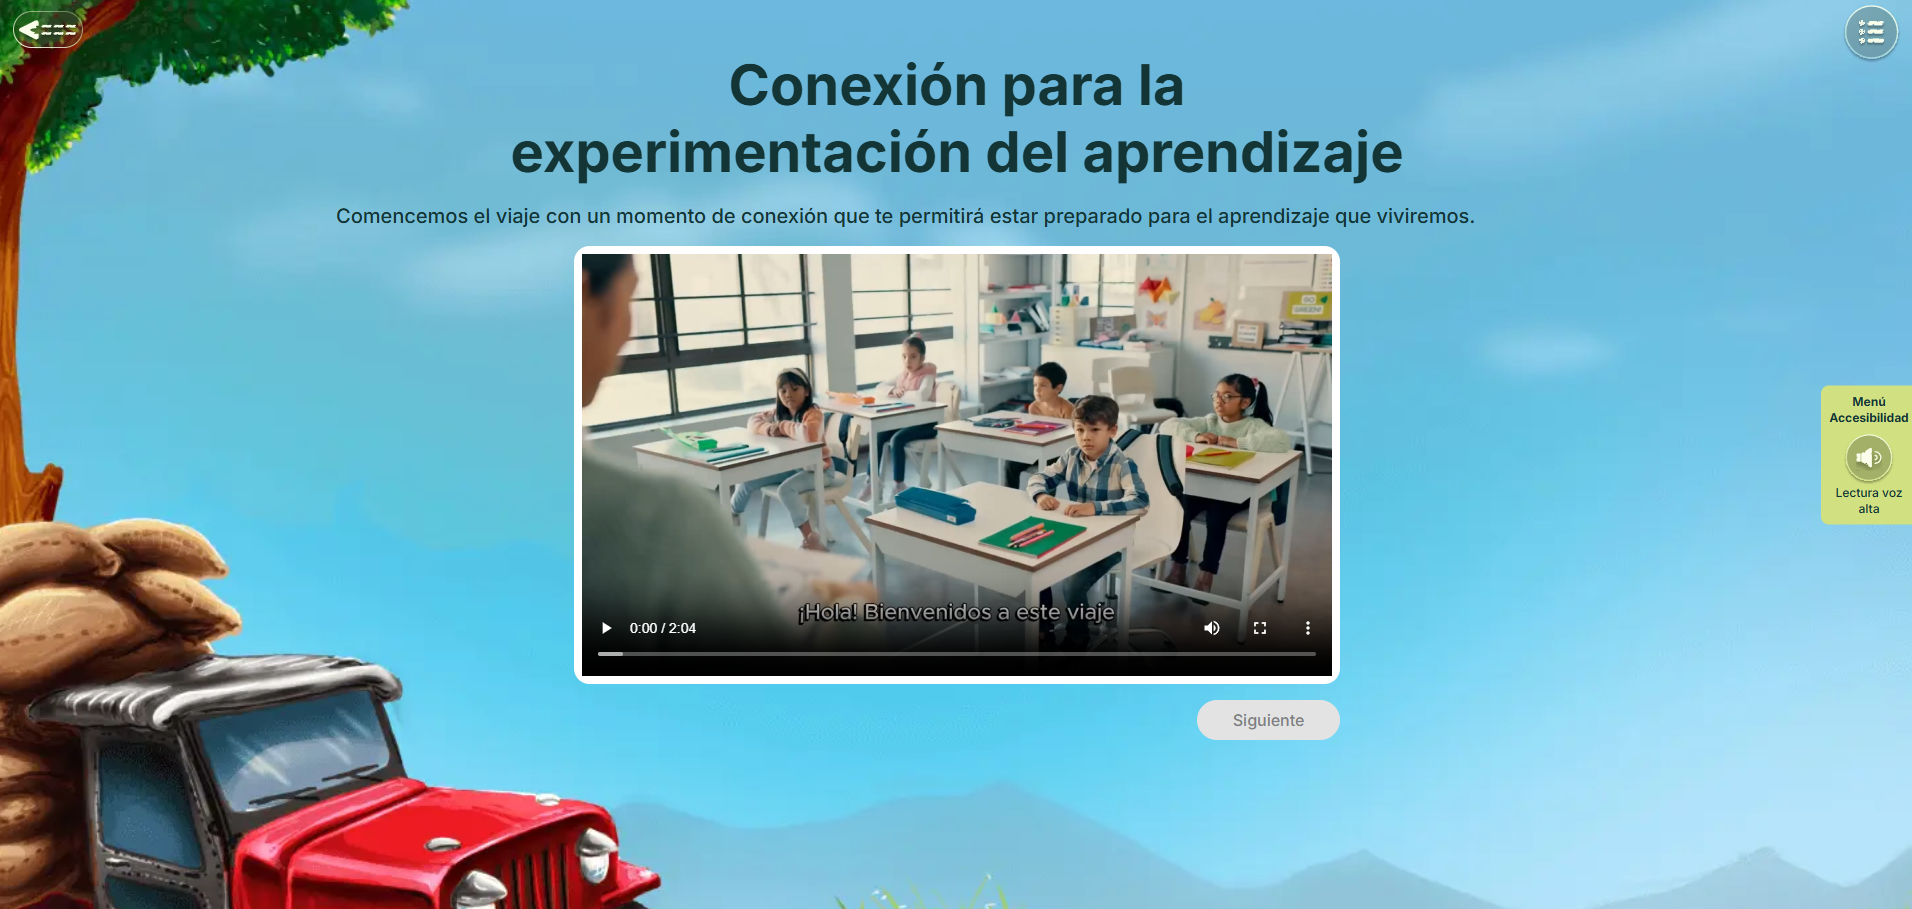 Conexión para la
experimentación del aprendizaje
Comencemos el viaje con un momento de conexión que te permitirá estar preparado para el aprendizaje que viviremos.
GO
GREEN!
¡Hola! Bienvenidos a este viaje
0:00 / 2:04
Siguiente
Menú
Accesibilidad
Lectura voz
alta